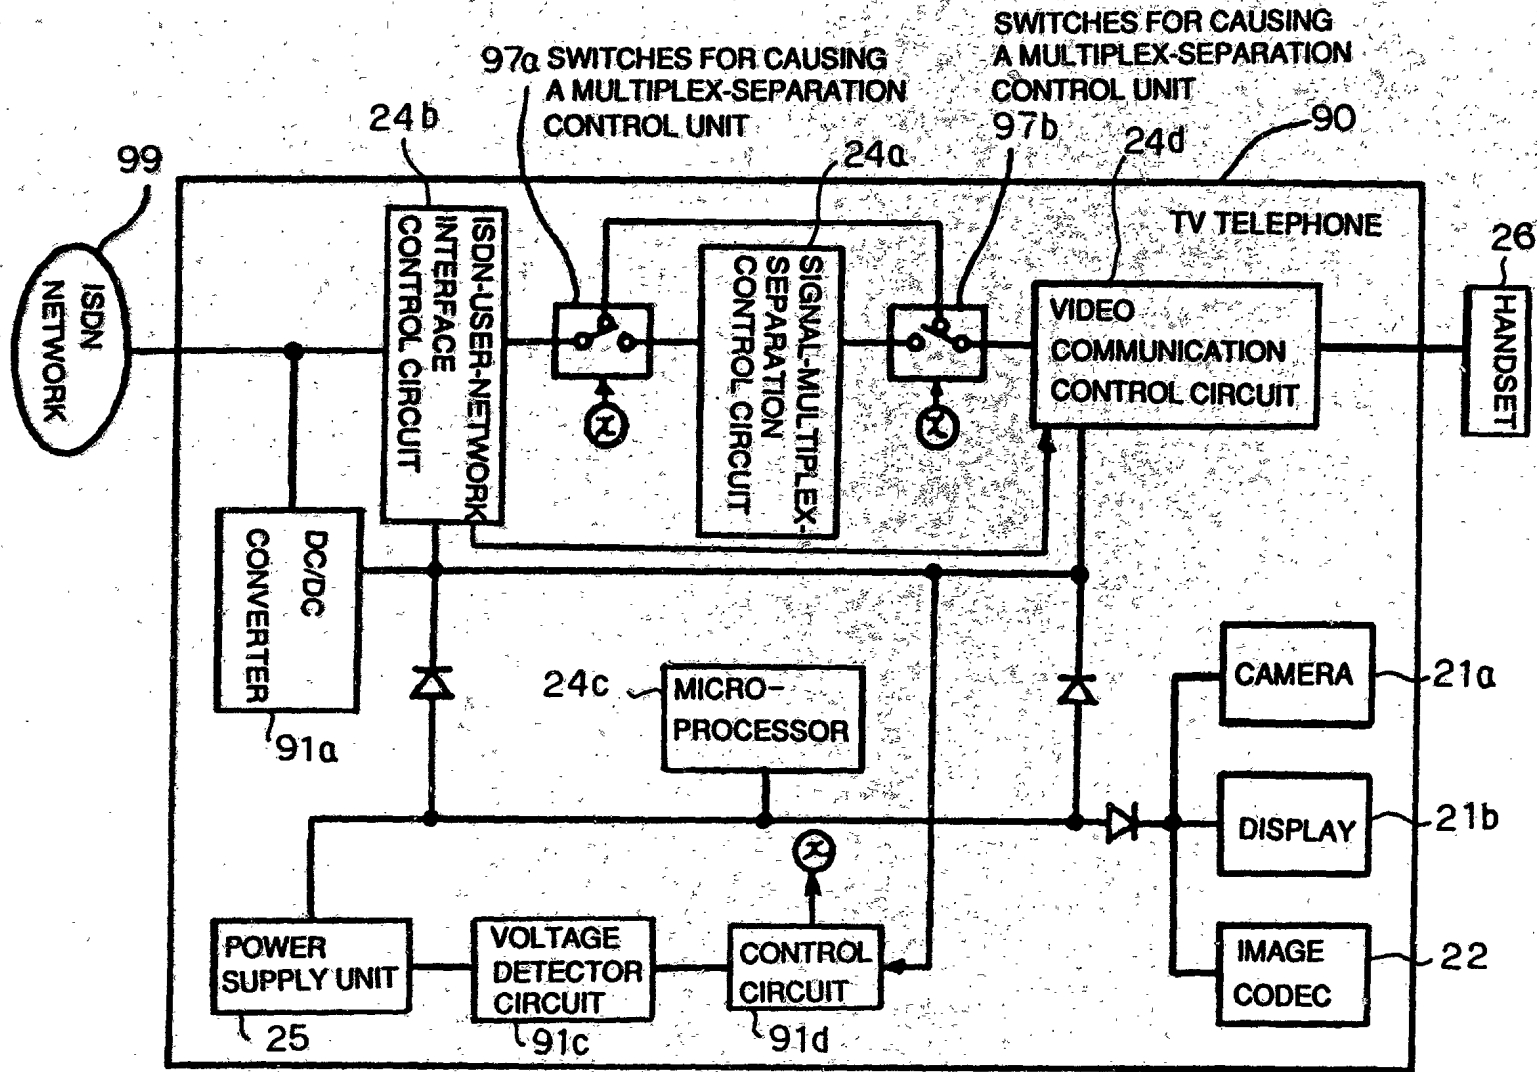 SWITCHES FOR CAUSING
A MULTIPLEX-SEPARATION
CONTROL UNIT
97b
97a SWITCHES FOR CAUSING
A MULTIPLEX-SEPARATION
CONTROL UNIT
24b
24a
24d
90
99
TV TELEPHONE
26
ISDN
NETWORK
ISDN-USER-NETWORK
INTERFACE
CONTROL CIRCUIT
SIGNAL-MULTIPLEX-
SEPARATION
CONTROL CIRCUIT
VIDEO
COMMUNICATION
CONTROL CIRCUIT
HANDSET
x
x
DC/DC
CONVERTER
91a
24c
MICRO-
PROCESSOR
CAMERA
21a
DISPLAY
21b
x
POWER
SUPPLY UNIT
25
VOLTAGE
DETECTOR
CIRCUIT
91c
CONTROL
CIRCUIT
91d
IMAGE
CODEC
22